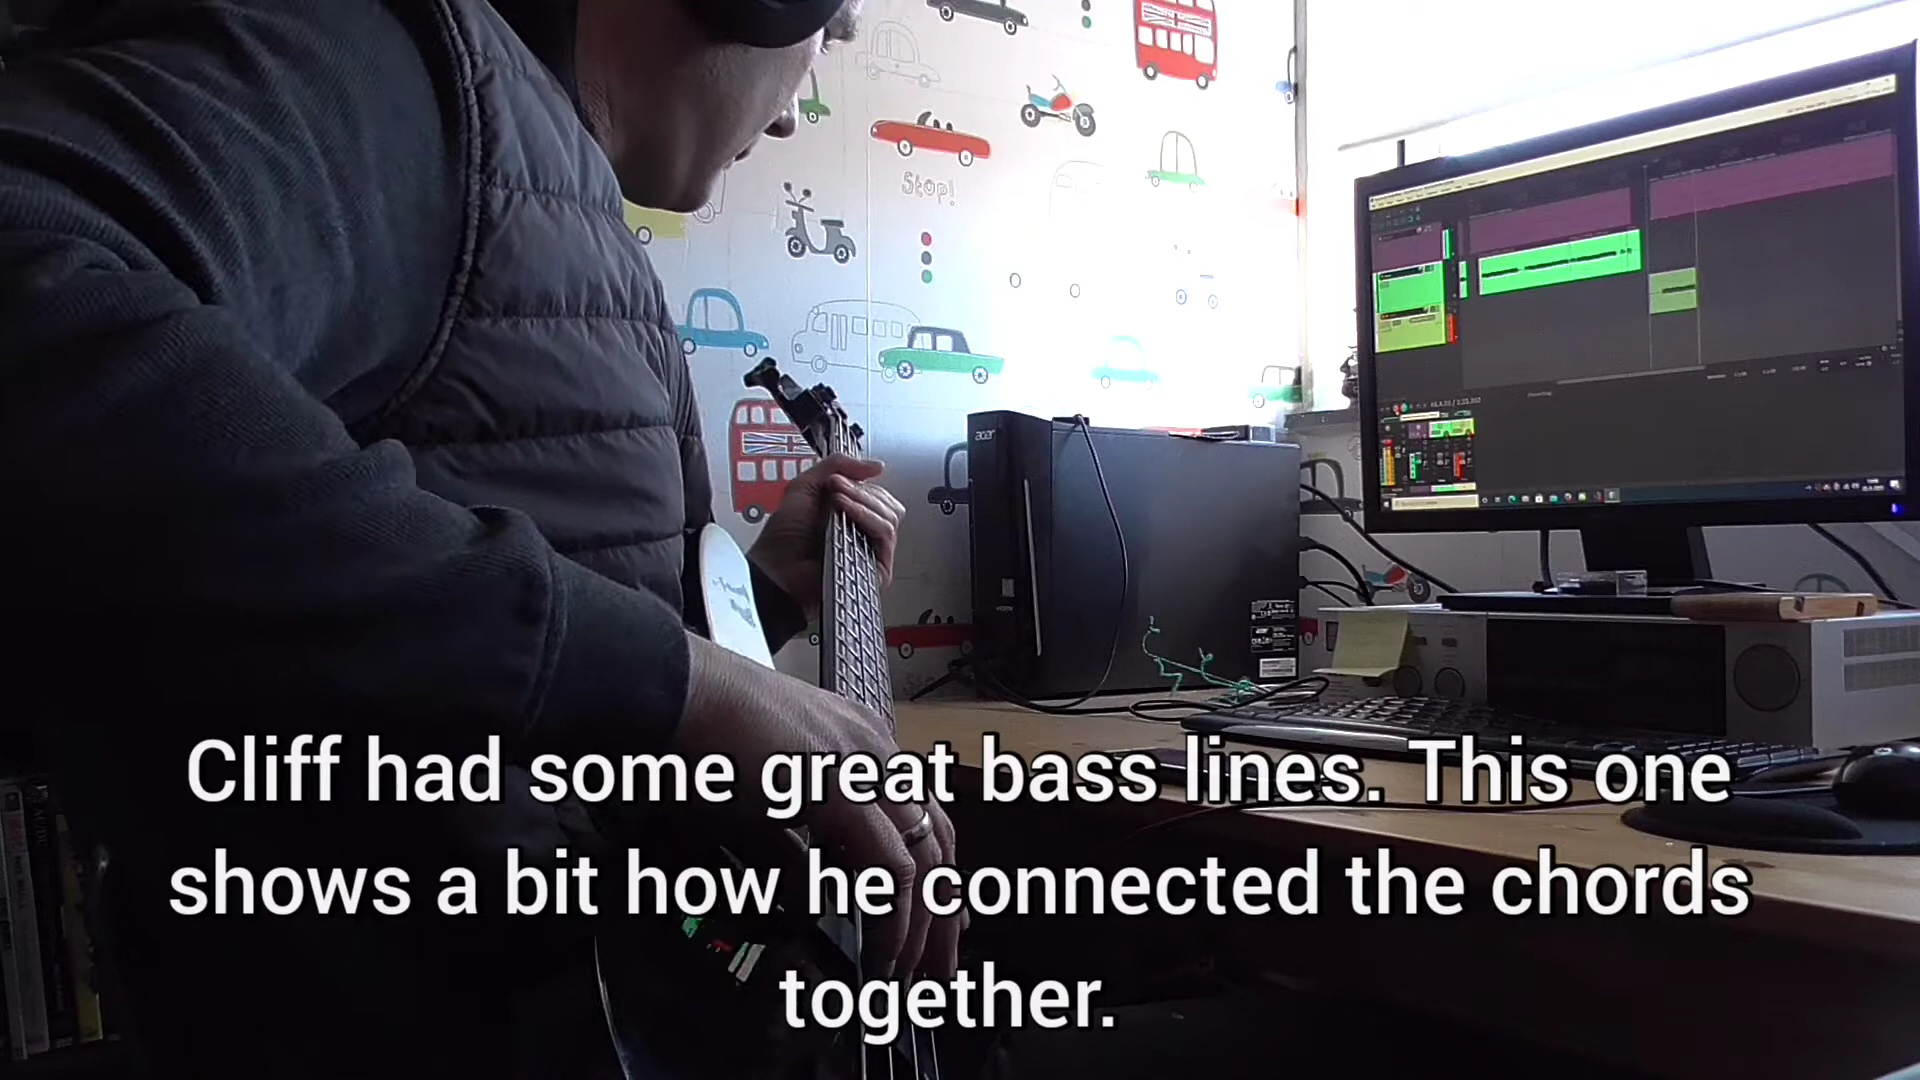 Stop!
acer
Cliff had some great bass lines. This one
shows a bit how he connected the chords
together.